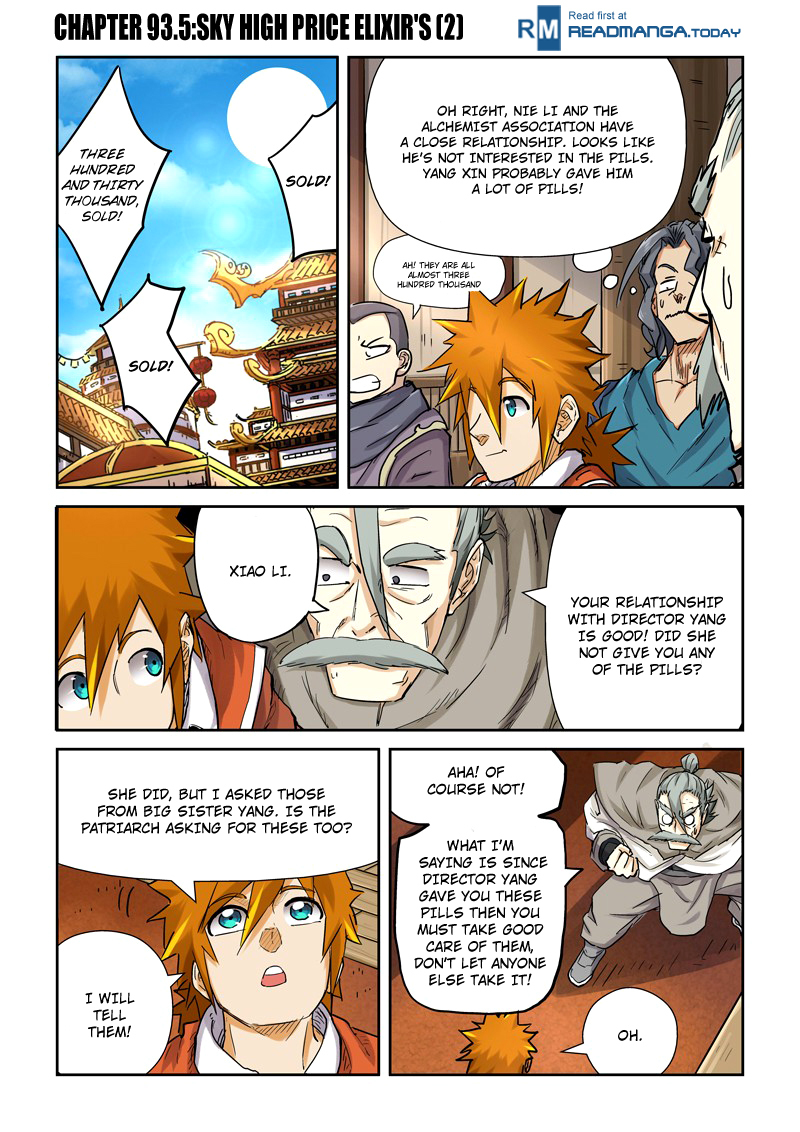 CHAPTER 93.5:SKY HIGH PRICE ELIXIR'S (2)
RM
Read first at
READMANGA.TODAY
THREE
HUNDRED
AND THIRTY
THOUSAND,
SOLD!
SOLD!
SOLD!
OH RIGHT, NIE LI AND THE
ALCHEMIST ASSOCIATION HAVE
A CLOSE RELATIONSHIP. LOOKS LIKE
HE'S NOT INTERESTED IN THE PILLS.
YANG XIN PROBABLY GAVE HIM
A LOT OF PILLS!
AH! THEY ARE ALL
ALMOST THREE
HUNDRED THOUSAND
XIAO LI.
YOUR RELATIONSHIP
WITH DIRECTOR YANG
IS GOOD! DID SHE
NOT GIVE YOU ANY
OF THE PILLS?
SHE DID, BUT I ASKED THOSE
FROM BIG SISTER YANG. IS THE
PATRIARCH ASKING FOR THESE TOO?
I WILL
TELL
THEM!
AHA! OF
COURSE NOT!
WHAT I'M
SAYING IS SINCE
DIRECTOR YANG
GAVE YOU THESE
PILLS THEN YOU
MUST TAKE GOOD
CARE OF THEM,
DON'T LET ANYONE
ELSE TAKE IT!
OH.